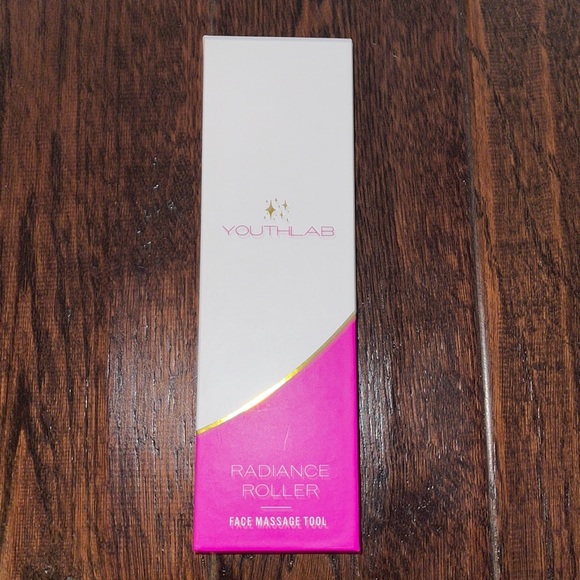 YOUTHLAB
RADIANCE
ROLLER
FACE MASSAGE TOOL